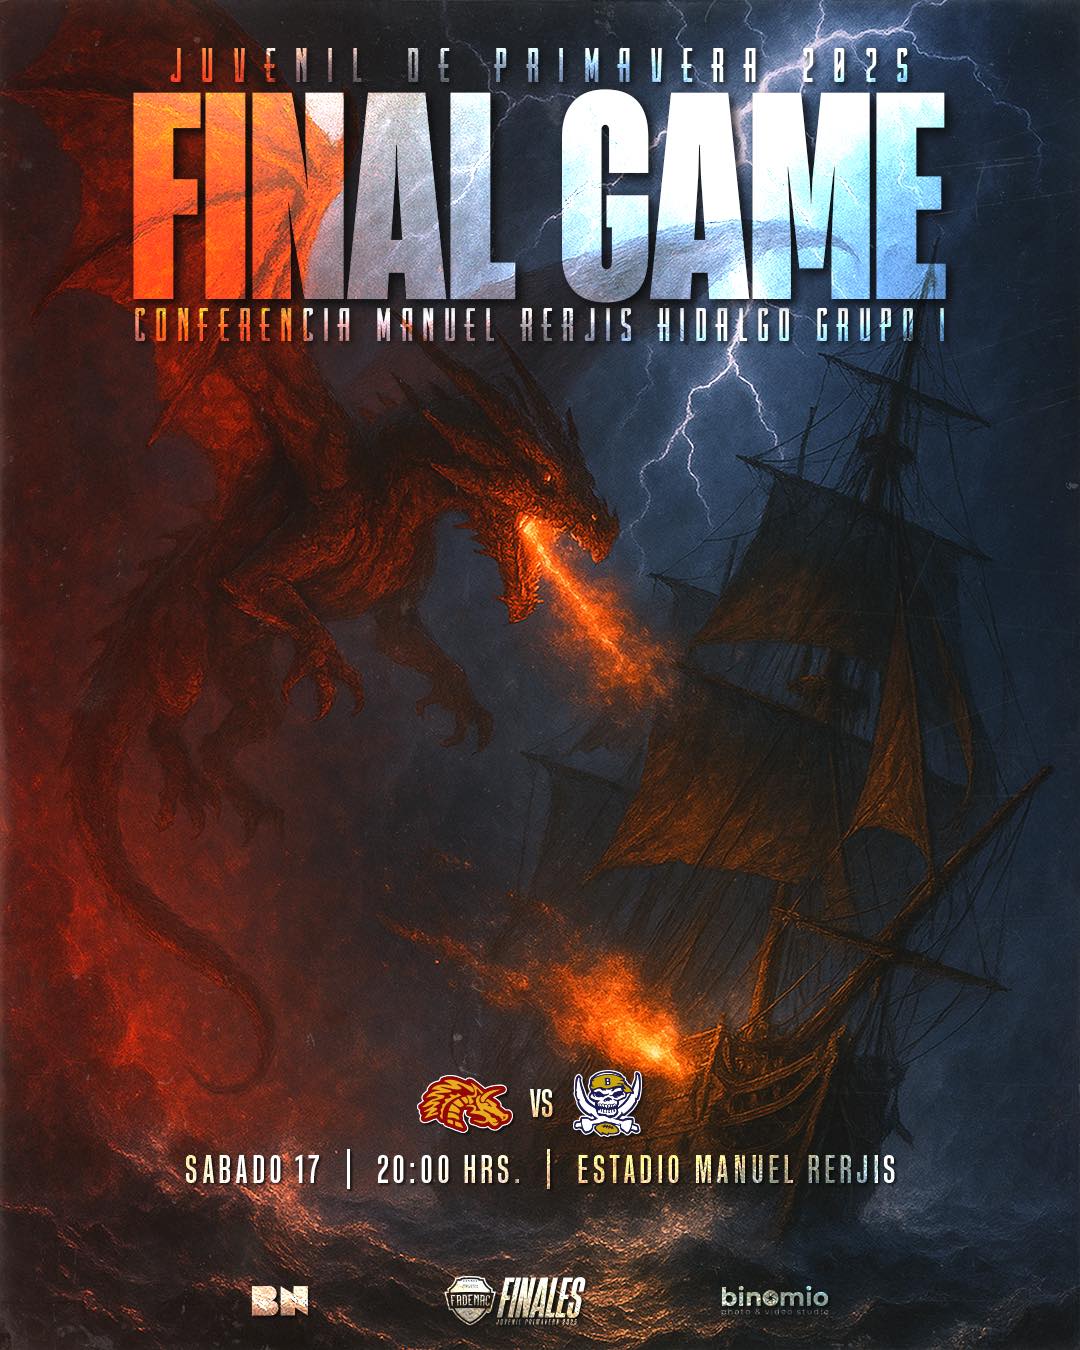 JUVENIL DE PRIMAVERA 2025
FINAL GAME
CONFERENCIA MANUEL RERJIS HIDALGO GRUPO I
B
VS
SABADO 17 | 20:00 HRS. | ESTADIO MANUEL RERJIS
BN
FADEMAC
FINALES
JUVENIL PRIMAVERA 2025
binomio
photo & video studio